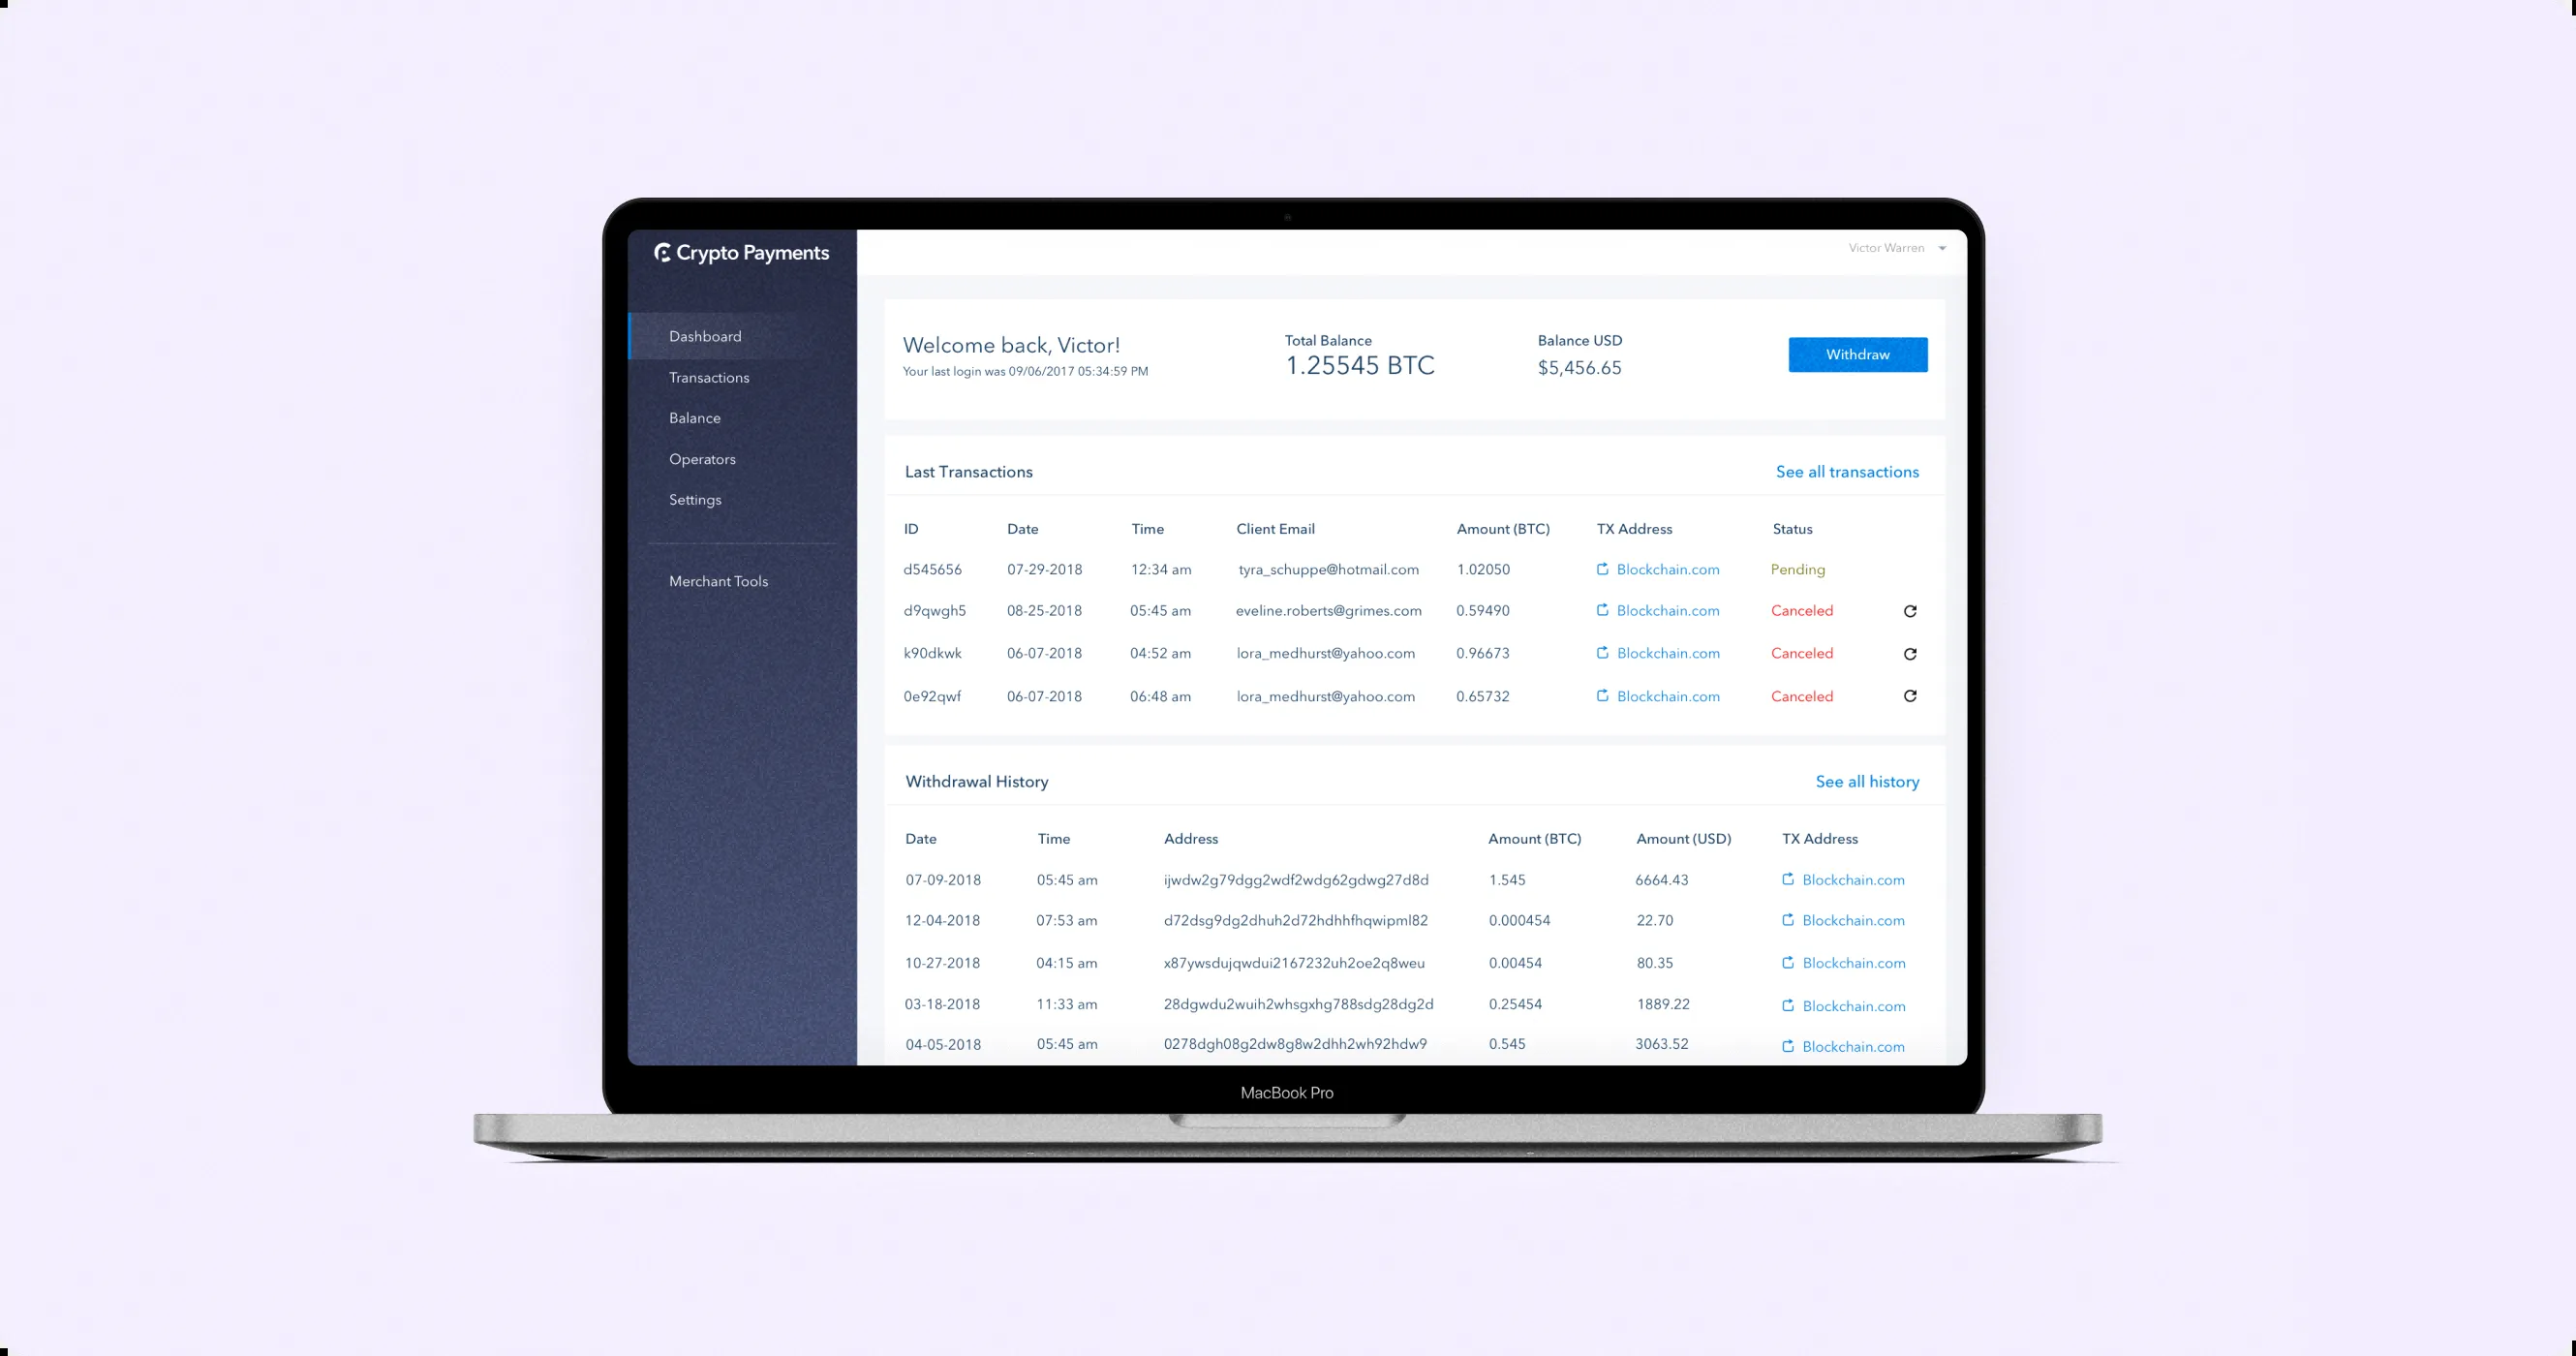 Crypto Payments
Victor Warren
Dashboard
Transactions
Balance
Operators
Settings
Merchant Tools
Welcome back, Victor!
Your last login was 09/06/2017 05:34:59 PM
Total Balance
1.25545 BTC
Balance USD
$5,456.65
Withdraw
Last Transactions
See all transactions
ID Date Time Client Email Amount (BTC) TX Address Status
d545656 07-29-2018 12:34 am tyra_schuppe@hotmail.com 1.02050 Blockchain.com Pending
d9qwgh5 08-25-2018 05:45 am eveline.roberts@grimes.com 0.59490 Blockchain.com Canceled
k90dkwk 06-07-2018 04:52 am lora_medhurst@yahoo.com 0.96673 Blockchain.com Canceled
0e92qwf 06-07-2018 06:48 am lora_medhurst@yahoo.com 0.65732 Blockchain.com Canceled
Withdrawal History
See all history
Date Time Address Amount (BTC) Amount (USD) TX Address
07-09-2018 05:45 am ijwdw2g79dgg2wdf2wdg62gdwg27d8d 1.545 6664.43 Blockchain.com
12-04-2018 07:53 am d72dsg9dg2dhuh2d72hdhhfhqwipml82 0.000454 22.70 Blockchain.com
10-27-2018 04:15 am x87ywsdujqwdui2167232uh2oe2q8weu 0.00454 80.35 Blockchain.com
03-18-2018 11:33 am 28dgwdu2wuih2whsgxhg788sdg28dg2d 0.25454 1889.22 Blockchain.com
04-05-2018 05:45 am 0278dgh08g2dw8g8w2dhh2wh92hdw9 0.545 3063.52 Blockchain.com
MacBook Pro